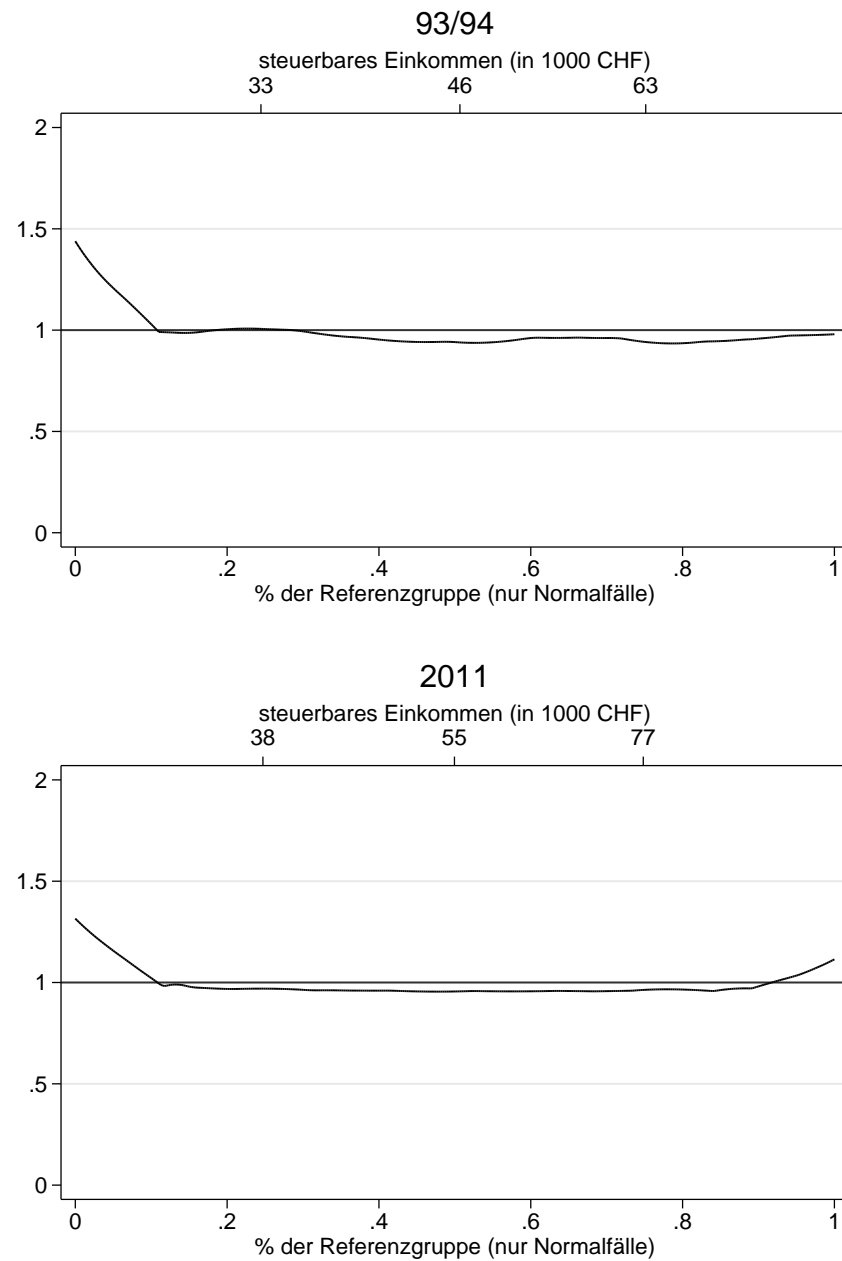 93/94
steuerbares Einkommen (in 1000 CHF)
33 46 63
2
1.5
1
.5
0
0 .2 .4 .6 .8 1
% der Referenzgruppe (nur Normalfälle)
2011
steuerbares Einkommen (in 1000 CHF)
38 55 77
2
1.5
1
.5
0
0 .2 .4 .6 .8 1
% der Referenzgruppe (nur Normalfälle)